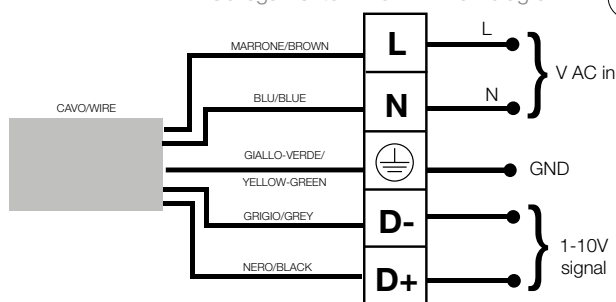 MARRONE/BROWN
L
L
V AC in
BLU/BLUE
N
N
CAVO/WIRE
GIALLO-VERDE/
YELLOW-GREEN
GND
GRIGIO/GREY
D-
1-10V
signal
NERO/BLACK
D+